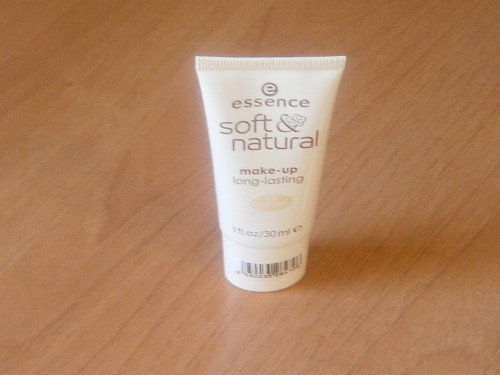 essence
soft &
natural
make-up
long-lasting
1 fl.oz./30 ml e